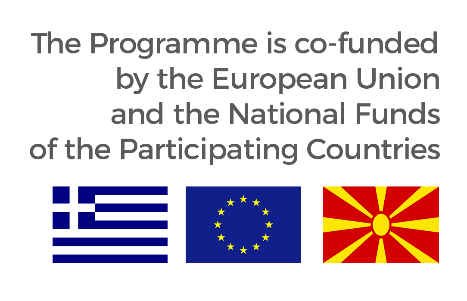 The Programme is co-funded
by the European Union
and the National Funds
of the Participating Countries